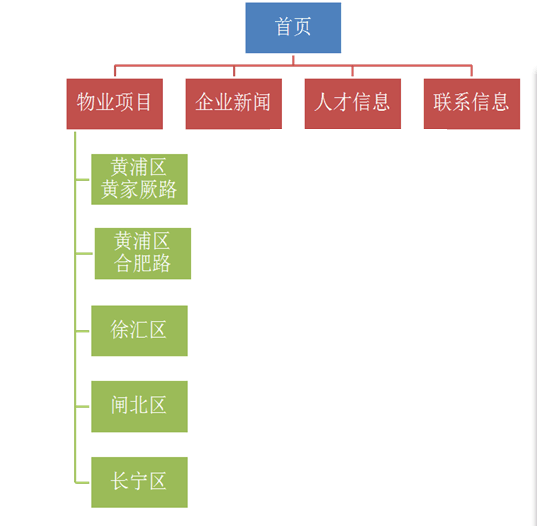 首页
物业项目
企业新闻
人才信息
联系信息
黄浦区
黄家厥路
黄浦区
合肥路
徐汇区
闸北区
长宁区